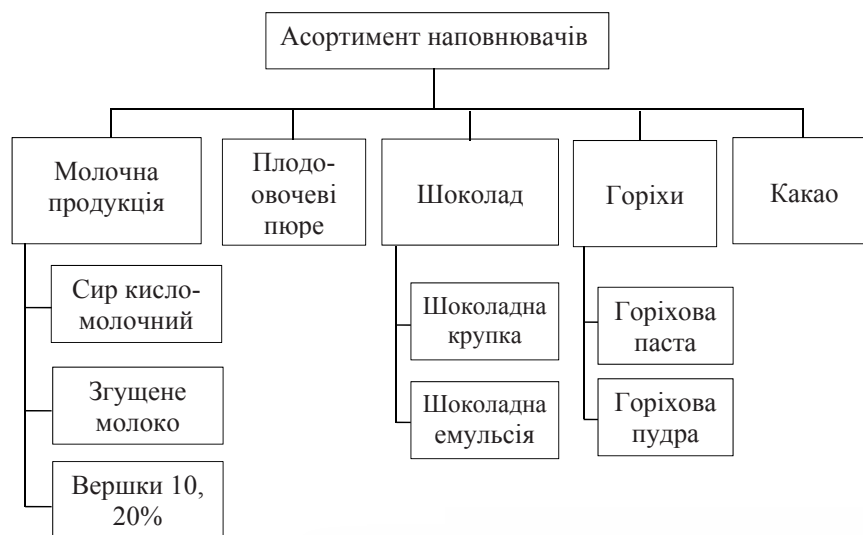 Асортимент наповнювачів
Молочна
продукція
Плодо-
овочеві
пюре
Шоколад
Горіхи
Какао
Сир кисло-
молочний
Згущене
молоко
Вершки 10,
20%
Шоколадна
крупка
Шоколадна
емульсія
Горіхова
паста
Горіхова
пудра